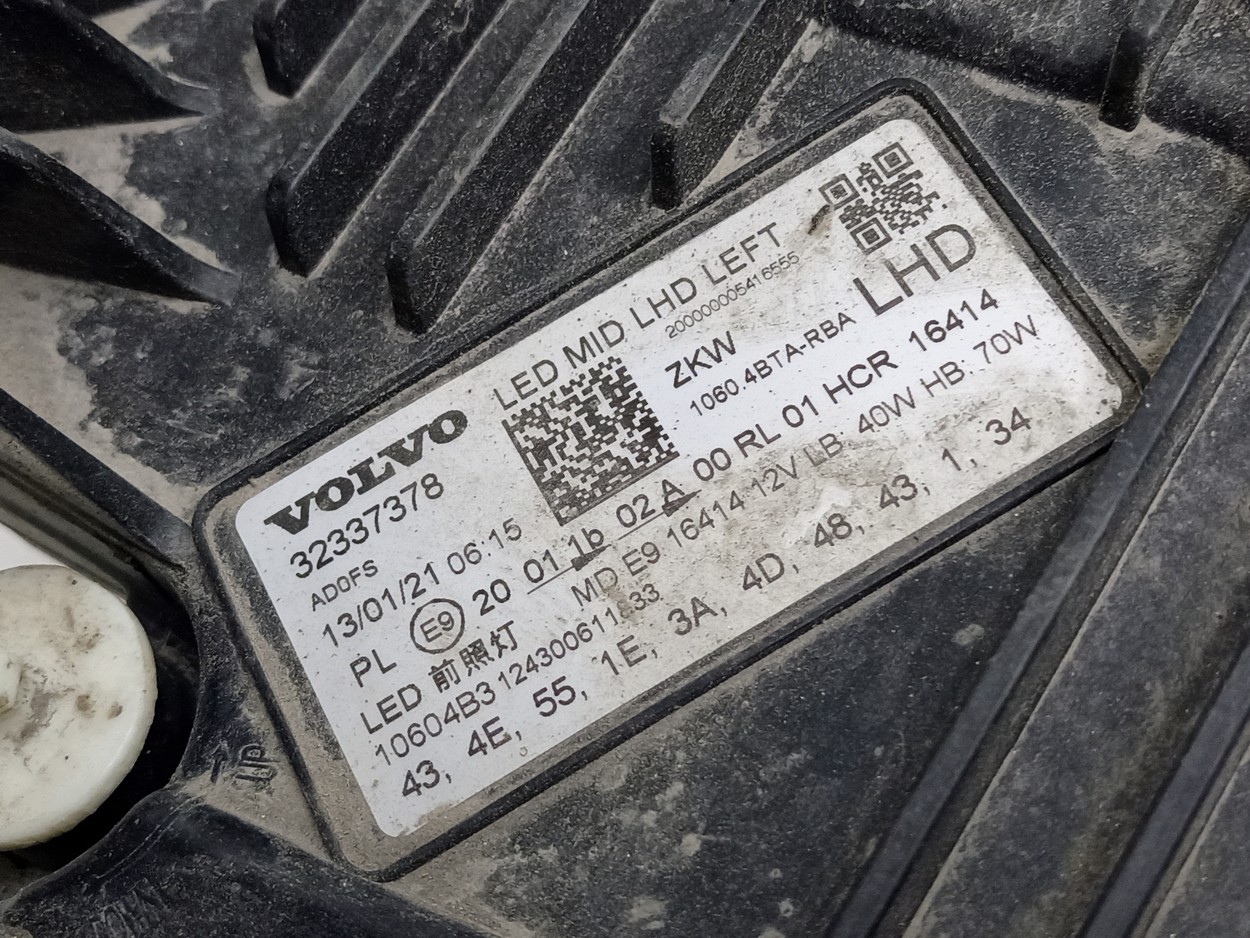 LED MID LHD LEFT
200000005416555
VOLVO
ZKW
LHD
32337378
1060.4BTA-RBA
AD0FS
13/01/21 06:15
PL E9 20 01 1b 02 A 00 RL 01 HCR 16414
LED 前照灯 MD E9 16414 12V LB: 40W HB: 70W
10604B3
43, 4E, 55, 1E, 3A, 4D, 48, 43, 1, 34
UP